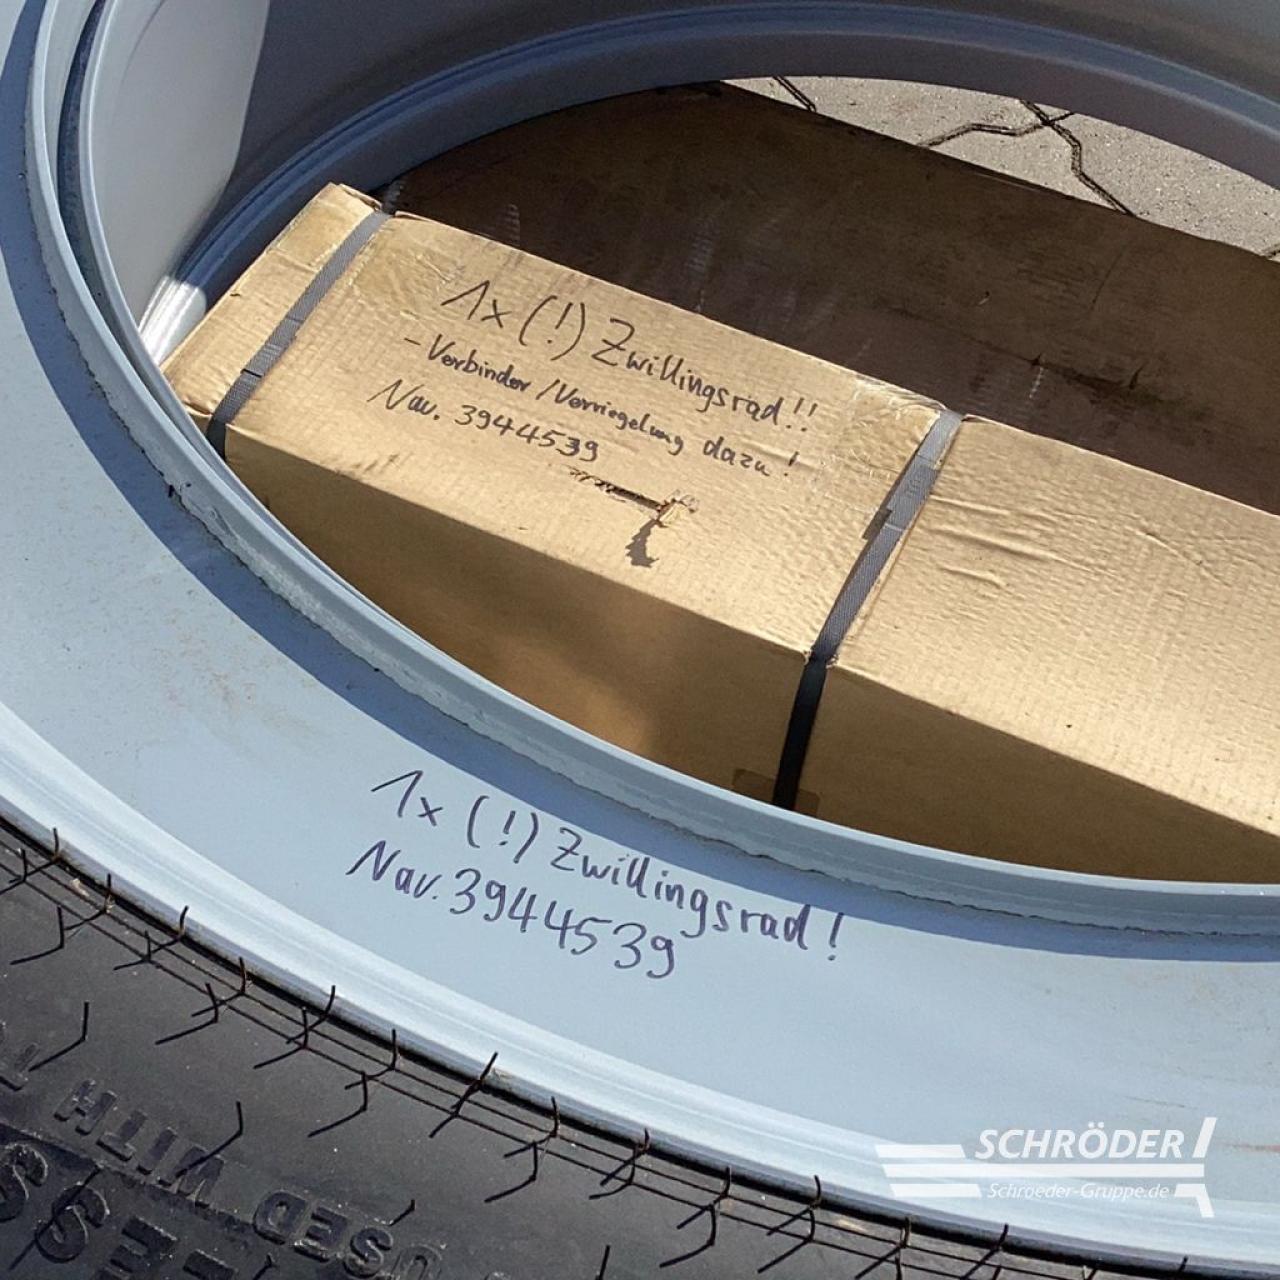 1x (!) Zwillingsrad!!
- Verbinder / Verriegelung dazu!
Nav. 3944539
1x (!) Zwillingsrad!
Nav. 3944539
USED WITH
SCHRÖDER
Schroeder-Gruppe.de